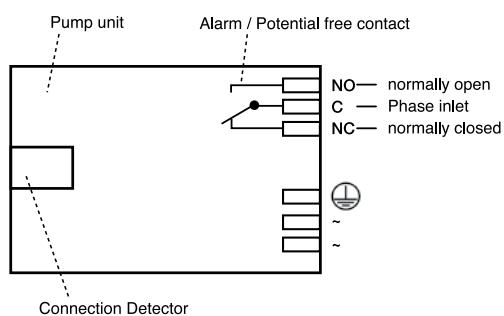 Pump unit
Alarm / Potential free contact
NO — normally open
C — Phase inlet
NC — normally closed
~
~
Connection Detector